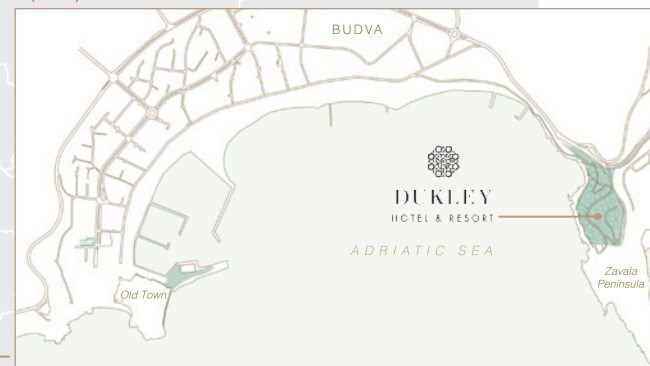 BUDVA
DUKLEY
HOTEL & RESORT
ADRIATIC SEA
Old Town
Zavala
Peninsula